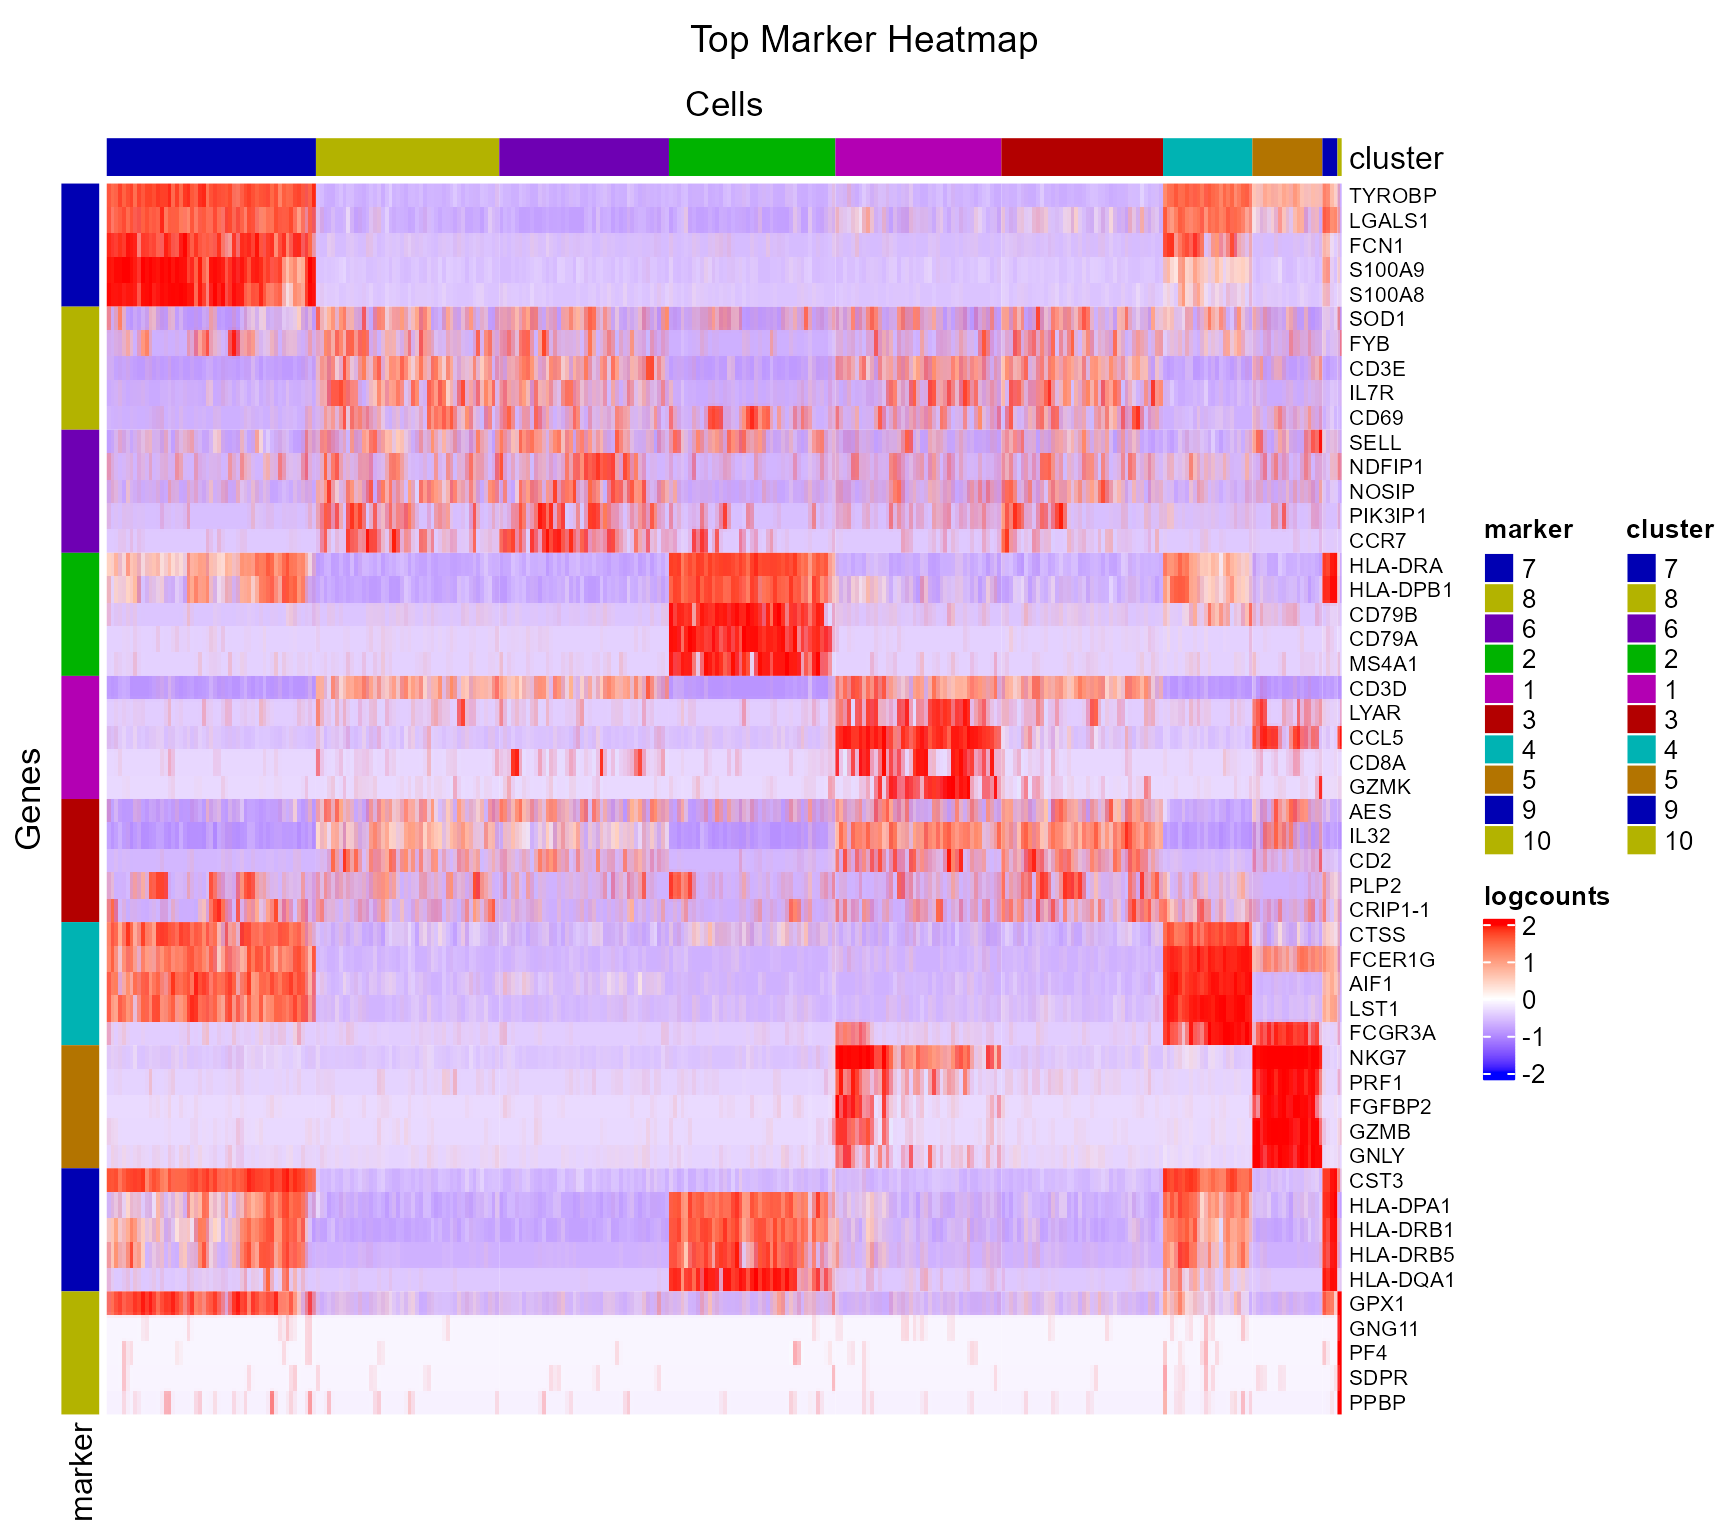 Top Marker Heatmap
Cells
cluster
TYROBP
LGALS1
FCN1
S100A9
S100A8
SOD1
FYB
CD3E
IL7R
CD69
SELL
NDFIP1
NOSIP
PIK3IP1
CCR7
HLA-DRA
HLA-DPB1
CD79B
CD79A
MS4A1
CD3D
LYAR
CCL5
CD8A
GZMK
AES
IL32
CD2
PLP2
CRIP1-1
CTSS
FCER1G
AIF1
LST1
FCGR3A
NKG7
PRF1
FGFBP2
GZMB
GNLY
CST3
HLA-DPA1
HLA-DRB1
HLA-DRB5
HLA-DQA1
GPX1
GNG11
PF4
SDPR
PPBP
Genes
marker
marker
7
8
6
2
1
3
4
5
9
10
cluster
7
8
6
2
1
3
4
5
9
10
logcounts
2
1
0
-1
-2